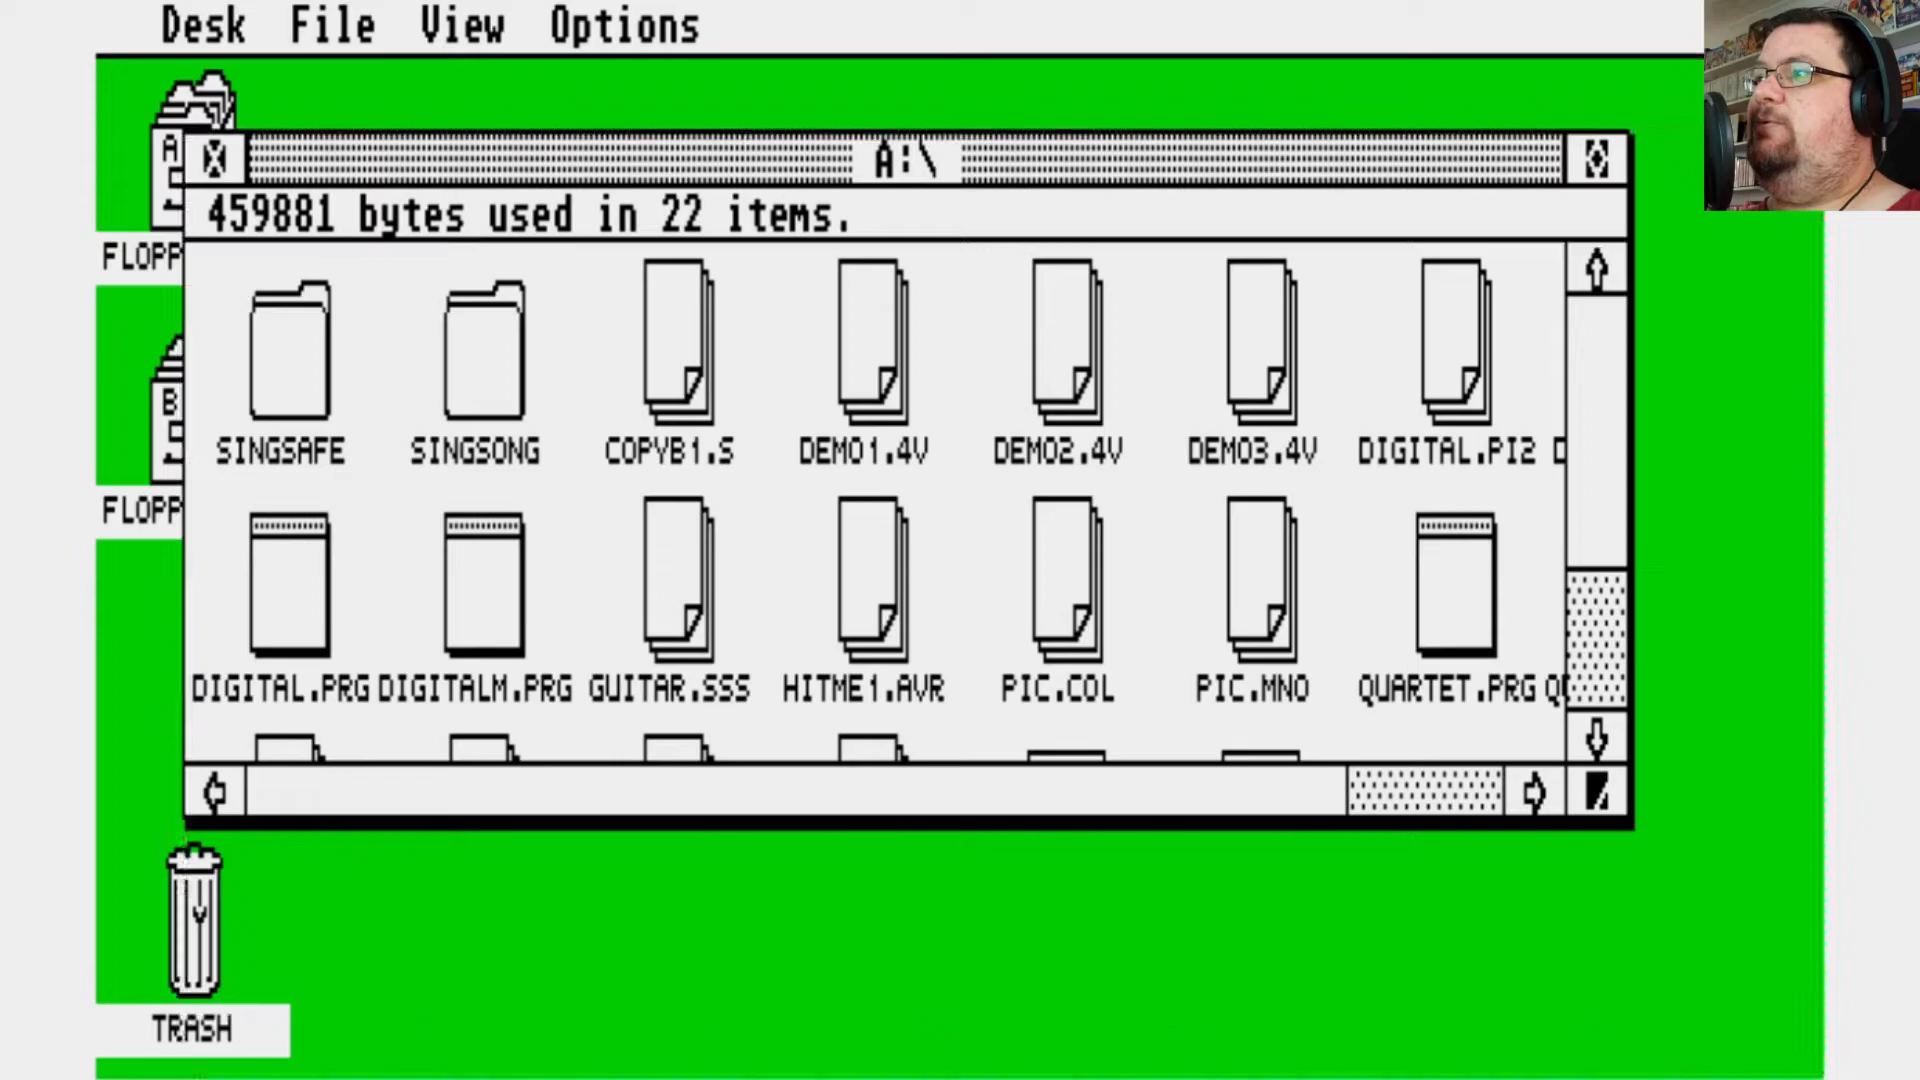 Desk File View Options
A:\
459881 bytes used in 22 items.
A
FLOPP
SINGSAFE SINGSONG COPYB1.S DEMO1.4V DEMO2.4V DEMO3.4V DIGITAL.PI2
B
FLOPP
DIGITAL.PRG DIGITALM.PRG GUITAR.SSS HITME1.AVR PIC.COL PIC.MNO QUARTET.PRG
TRASH